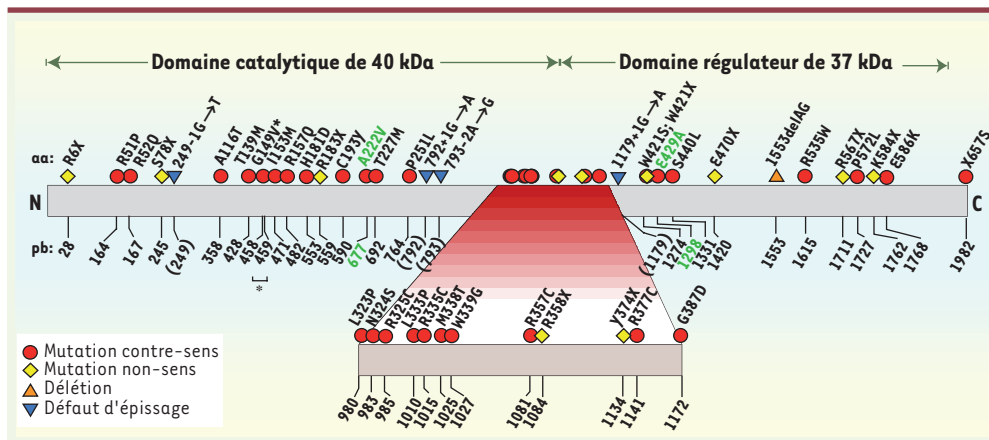 Domaine catalytique de 40 kDa
Domaine régulateur de 37 kDa
aa:
R6X
R51P
R52Q
S78X
249-1G→T
A116T
T139M
G149V*
I153M
R157Q
H181D
R183X
C193Y
A222V
T227M
P251L
792+1G→A
793-2A→G
1179+1G→A
W421S; W421X
E429A
S440L
E470X
1553delAG
R535W
R567X
P572L
K584X
E586K
X657S
N
C
pb:
28
164
167
245
(249)
358
428
458
459
471
482
553
559
590
677
692
764
(792)
(793)
(1179)
1274
1298
1331
1420
1553
1615
1711
1727
1762
1768
1982
*
L323P
N324S
R325C
L333P
R335C
M338T
W339G
R357C
R358X
Y374X
R377C
G387D
980
983
985
1010
1015
1025
1027
1081
1084
1134
1141
1172
Mutation contre-sens
Mutation non-sens
Délétion
Défaut d'épissage